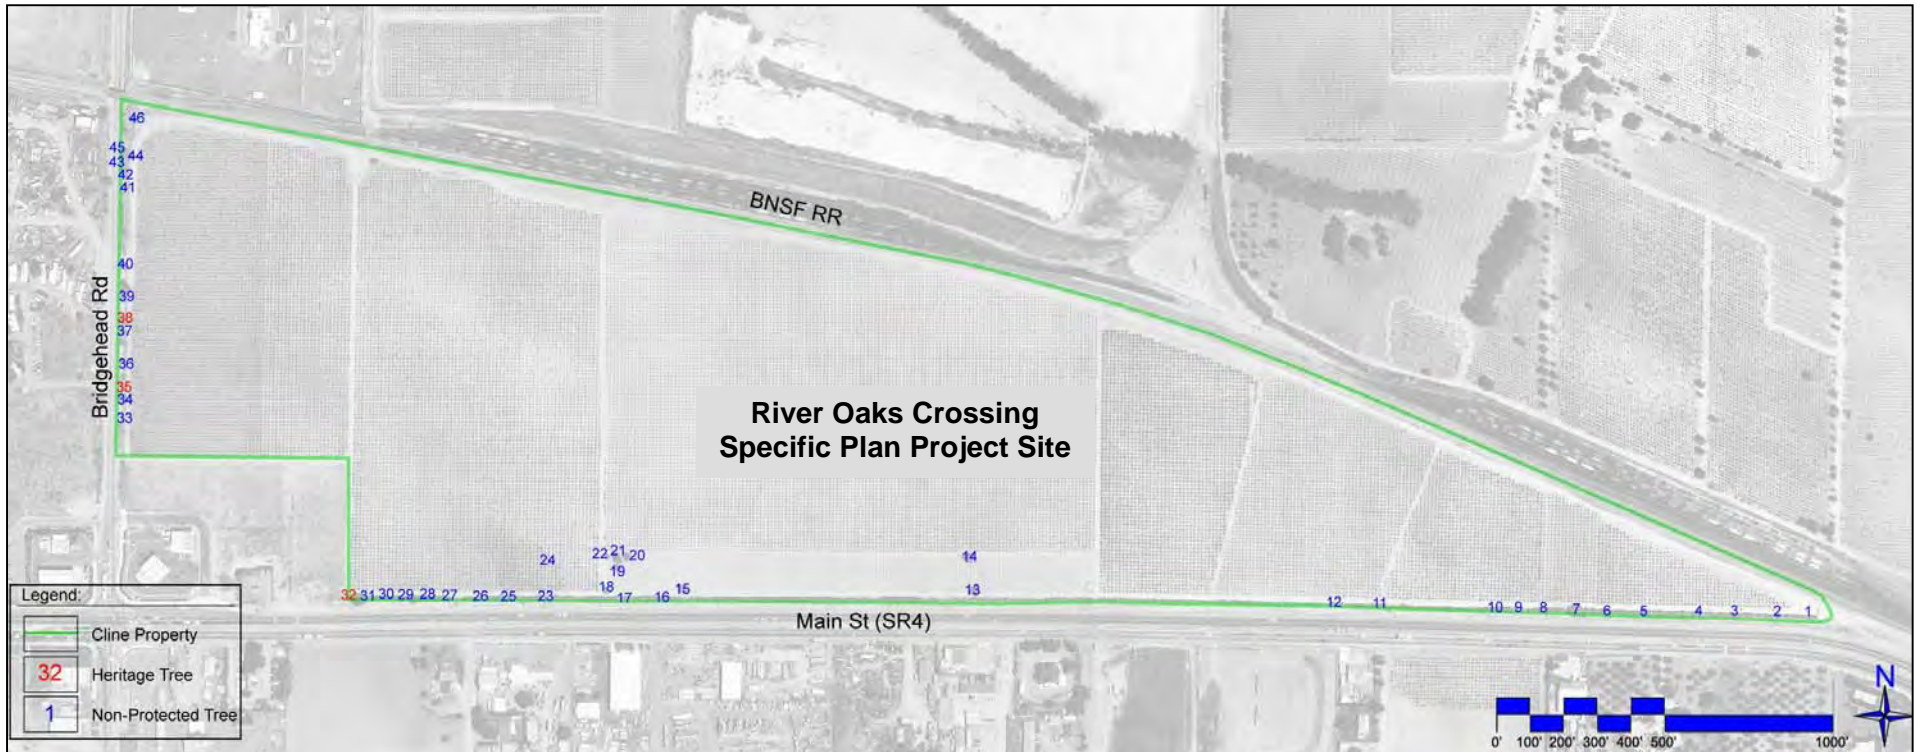 46
45
44
43
42
41
BNSF RR
40
39
38
37
36
35
34
33
Bridgehead Rd
River Oaks Crossing
Specific Plan Project Site
24
22 21 20
19
18
14
32 31 30 29 28 27 26 25 23 17 16 15 13 12 11 10 9 8 7 6 5 4 3 2 1
Main St (SR4)
Legend:
Cline Property
32 Heritage Tree
1 Non-Protected Tree
N
0' 100' 200' 300' 400' 500' 1000'